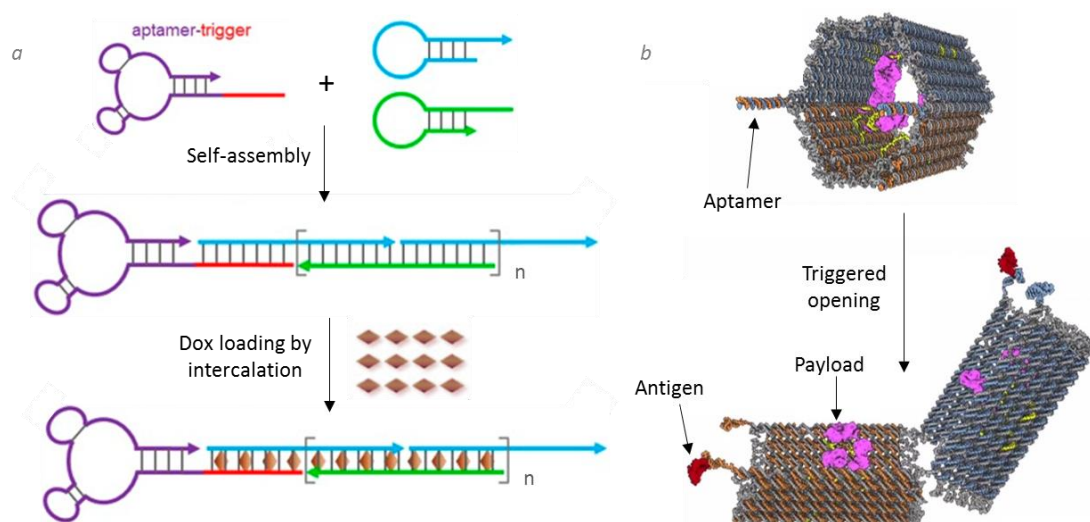 a
aptamer-trigger
+
Self-assembly
n
Dox loading by
intercalation
n
b
Aptamer
Triggered
opening
Payload
Antigen